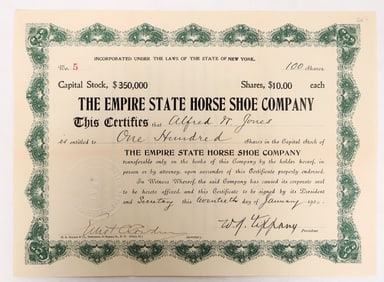 INCORPORATED UNDER THE LAWS OF THE STATE OF NEW YORK.
No. 5 100 Shares
Capital Stock, $350,000 Shares, $10.00 each
THE EMPIRE STATE HORSE SHOE COMPANY
This Certifies that Alfred W. Jones
is entitled to One Hundred Shares in the Capital Stock of
THE EMPIRE STATE HORSE SHOE COMPANY
transferable only on the books of this Company by the holder hereof, in
person or by attorney, upon surrender of this Certificate properly endorsed.
In Witness Whereof, the said Company has caused its corporate seal
to be hereto affixed and this Certificate to be signed by its President
and Secretary this twentieth day of January 190
W. J. Tippany
President